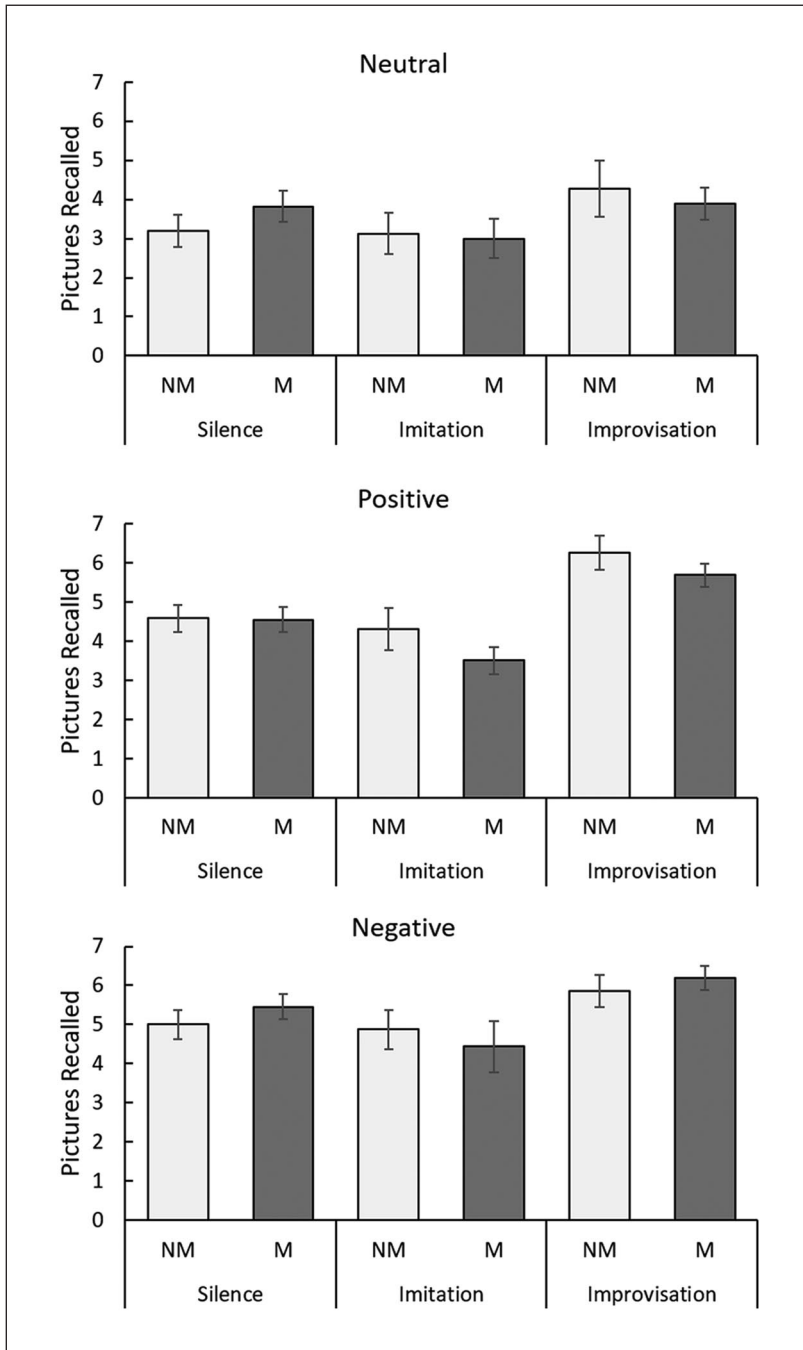 Neutral
Pictures Recalled
7
6
5
4
3
2
1
0
NM M NM M NM M
Silence Imitation Improvisation
Positive
Pictures Recalled
7
6
5
4
3
2
1
0
NM M NM M NM M
Silence Imitation Improvisation
Negative
Pictures Recalled
7
6
5
4
3
2
1
0
NM M NM M NM M
Silence Imitation Improvisation